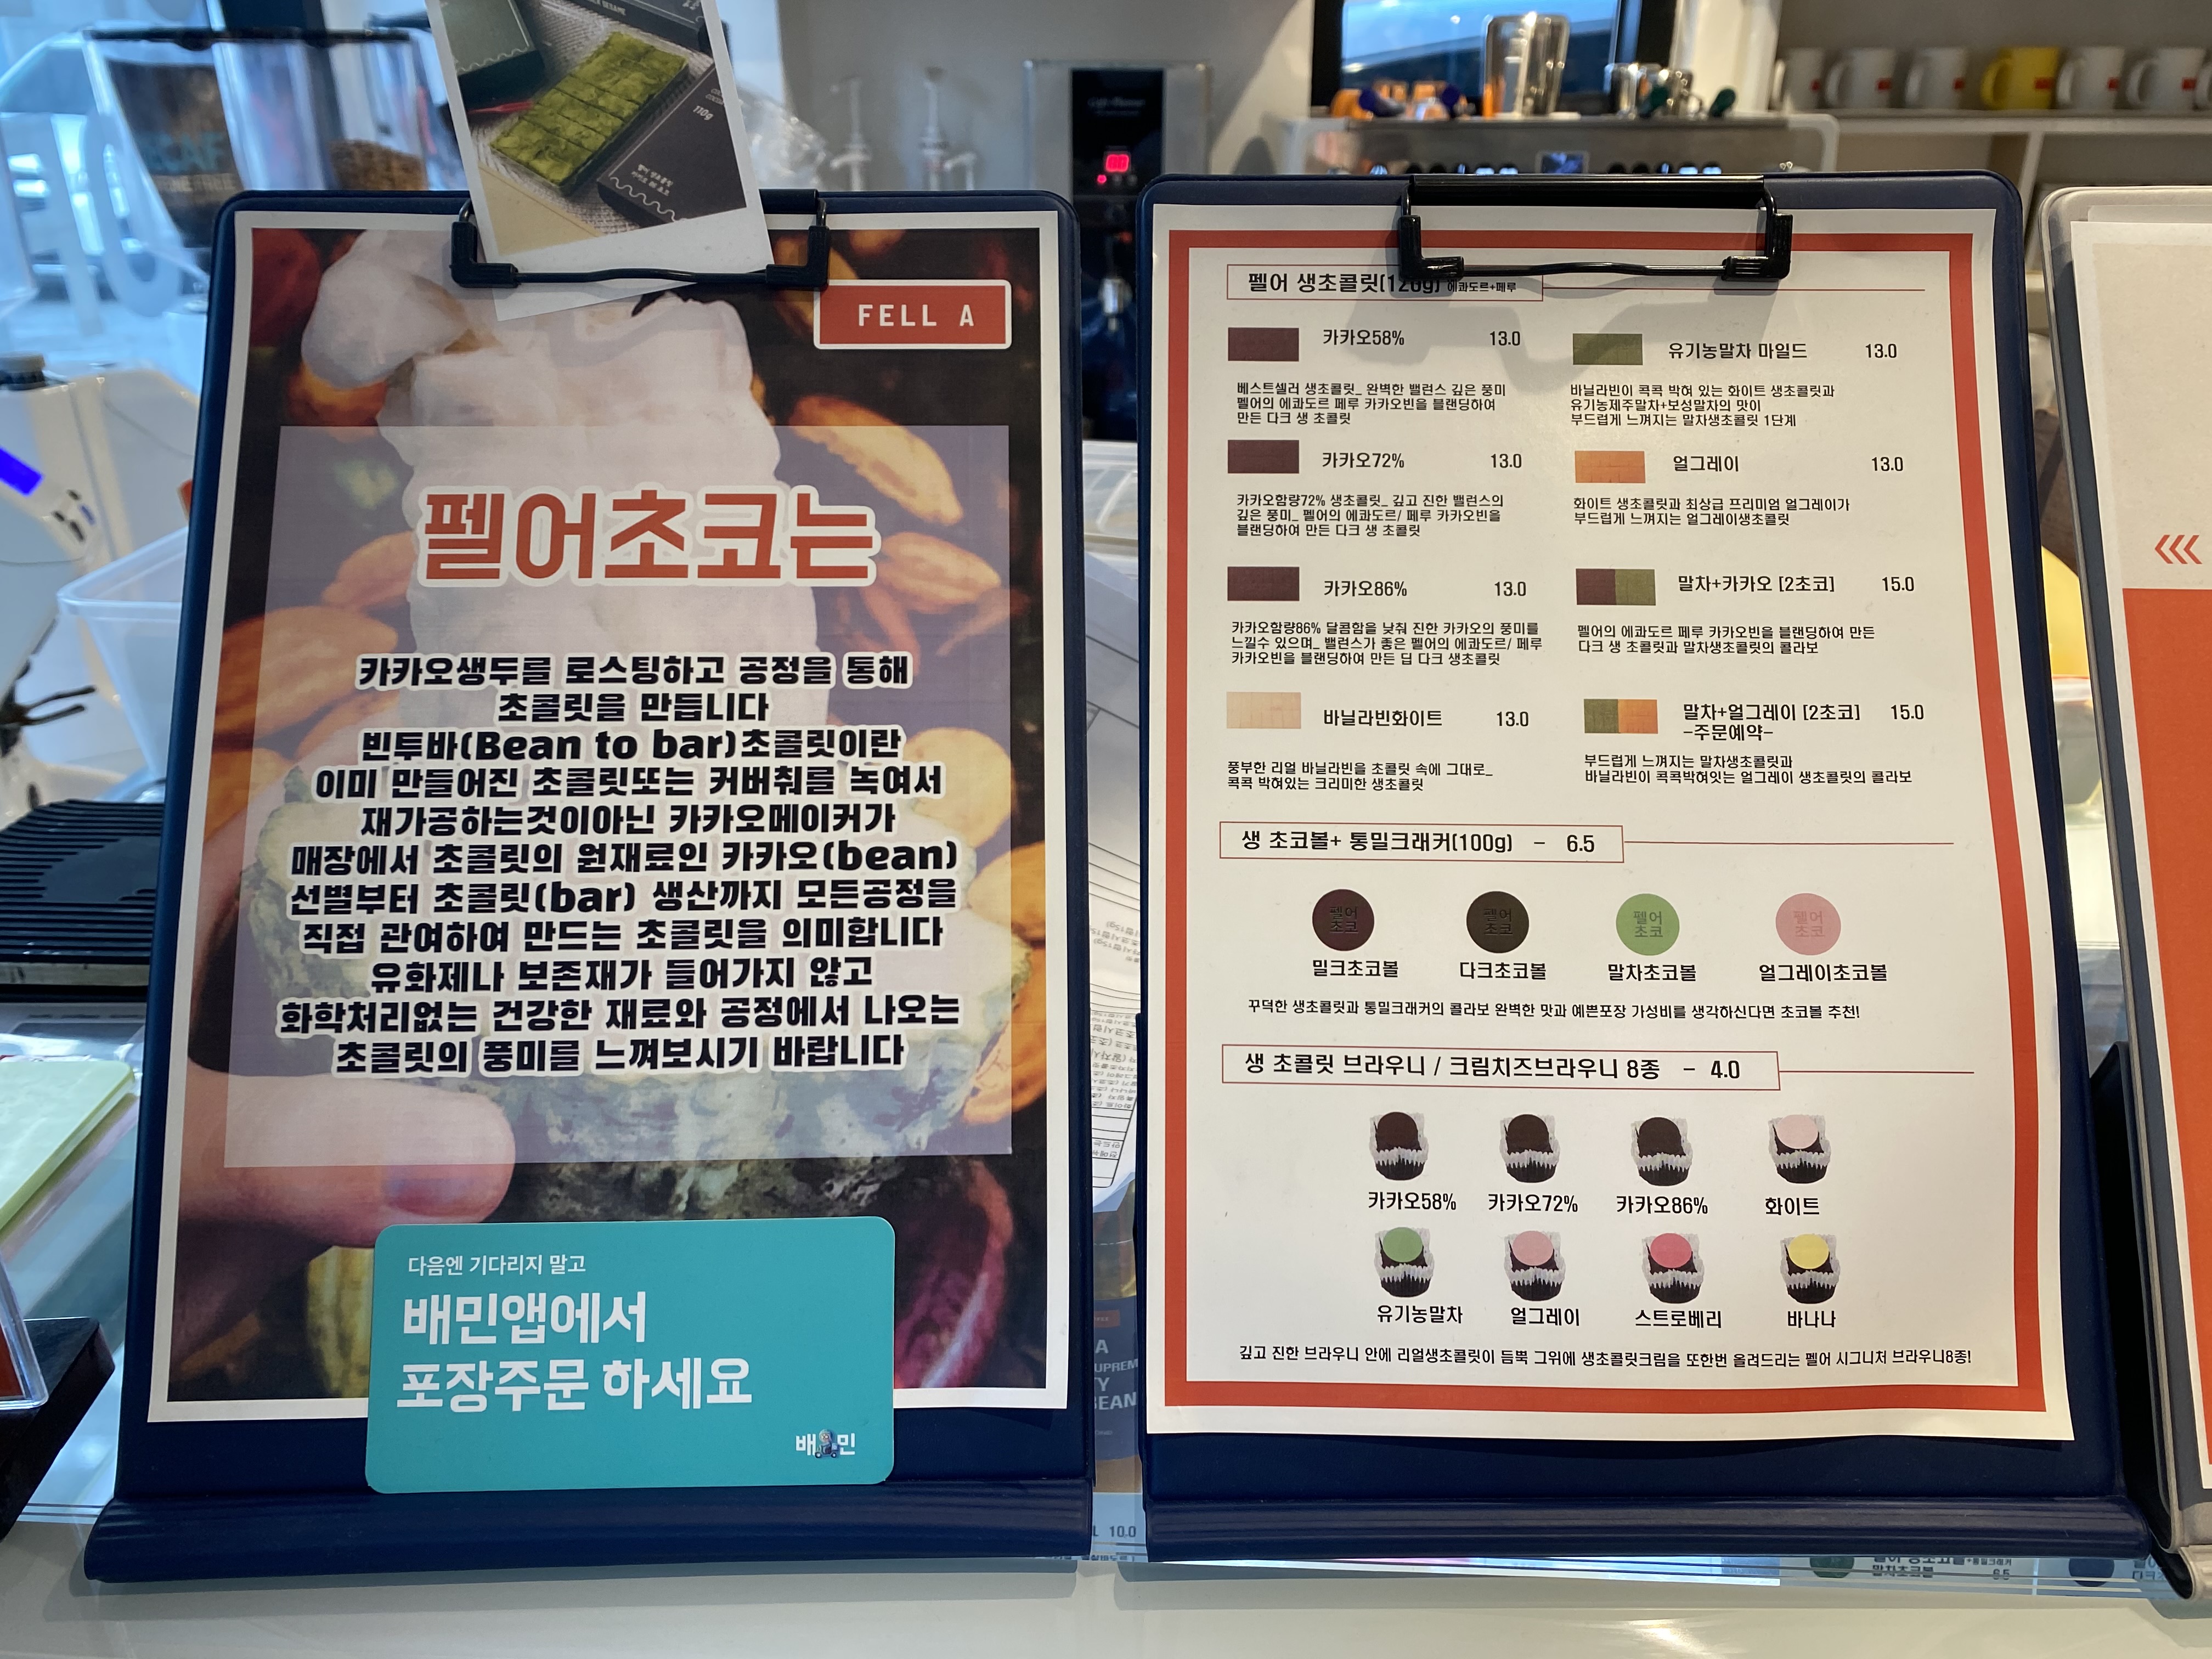 110g
FELL A
펠어초코는
카카오생두를 로스팅하고 공정을 통해
초콜릿을 만듭니다
빈투바(Bean to bar)초콜릿이란
이미 만들어진 초콜릿또는 커버춰를 녹여서
재가공하는것이아닌 카카오메이커가
매장에서 초콜릿의 원재료인 카카오(bean)
선별부터 초콜릿(bar) 생산까지 모든공정을
직접 관여하여 만드는 초콜릿을 의미합니다
유화제나 보존재가 들어가지 않고
화학처리없는 건강한 재료와 공정에서 나오는
초콜릿의 풍미를 느껴보시기 바랍니다
다음엔 기다리지 말고
배민앱에서
포장주문 하세요
배민
펠어 생초콜릿(120g) 에콰도르+페루
카카오58% 13.0
베스트셀러 생초콜릿_ 완벽한 밸런스 깊은 풍미
펠어의 에콰도르 페루 카카오빈을 블랜딩하여
만든 다크 생 초콜릿
카카오72% 13.0
카카오함량72% 생초콜릿_ 깊고 진한 밸런스의
깊은 풍미_ 펠어의 에콰도르/ 페루 카카오빈을
블랜딩하여 만든 다크 생 초콜릿
카카오86% 13.0
카카오함량86% 달콤함을 낮춰 진한 카카오의 풍미를
느낄수 있으며_ 밸런스가 좋은 펠어의 에콰도르/ 페루
카카오빈을 블랜딩하여 만든 딥 다크 생초콜릿
바닐라빈화이트 13.0
풍부한 리얼 바닐라빈을 초콜릿 속에 그대로_
콕콕 박혀있는 크리미한 생초콜릿
유기농말차 마일드 13.0
바닐라빈이 콕콕 박혀 있는 화이트 생초콜릿과
유기농제주말차+보성말차의 맛이
부드럽게 느껴지는 말차생초콜릿 1단계
얼그레이 13.0
화이트 생초콜릿과 최상급 프리미엄 얼그레이가
부드럽게 느껴지는 얼그레이생초콜릿
말차+카카오 [2초코] 15.0
펠어의 에콰도르 페루 카카오빈을 블랜딩하여 만든
다크 생 초콜릿과 말차생초콜릿의 콜라보
말차+얼그레이 [2초코] 15.0
-주문예약-
부드럽게 느껴지는 말차생초콜릿과
바닐라빈이 콕콕박혀잇는 얼그레이 생초콜릿의 콜라보
생 초코볼+ 통밀크래커(100g) - 6.5
펠어 펠어 펠어 펠어
초코 초코 초코 초코
밀크초코볼 다크초코볼 말차초코볼 얼그레이초코볼
꾸덕한 생초콜릿과 통밀크래커의 콜라보 완벽한 맛과 예쁜포장 가성비를 생각하신다면 초코볼 추천!
생 초콜릿 브라우니 / 크림치즈브라우니 8종 - 4.0
카카오58% 카카오72% 카카오86% 화이트
유기농말차 얼그레이 스트로베리 바나나
깊고 진한 브라우니 안에 리얼생초콜릿이 듬뿍 그위에 생초콜릿크림을 또한번 올려드리는 펠어 시그니처 브라우니8종!
10.0
말차초코볼 6.5